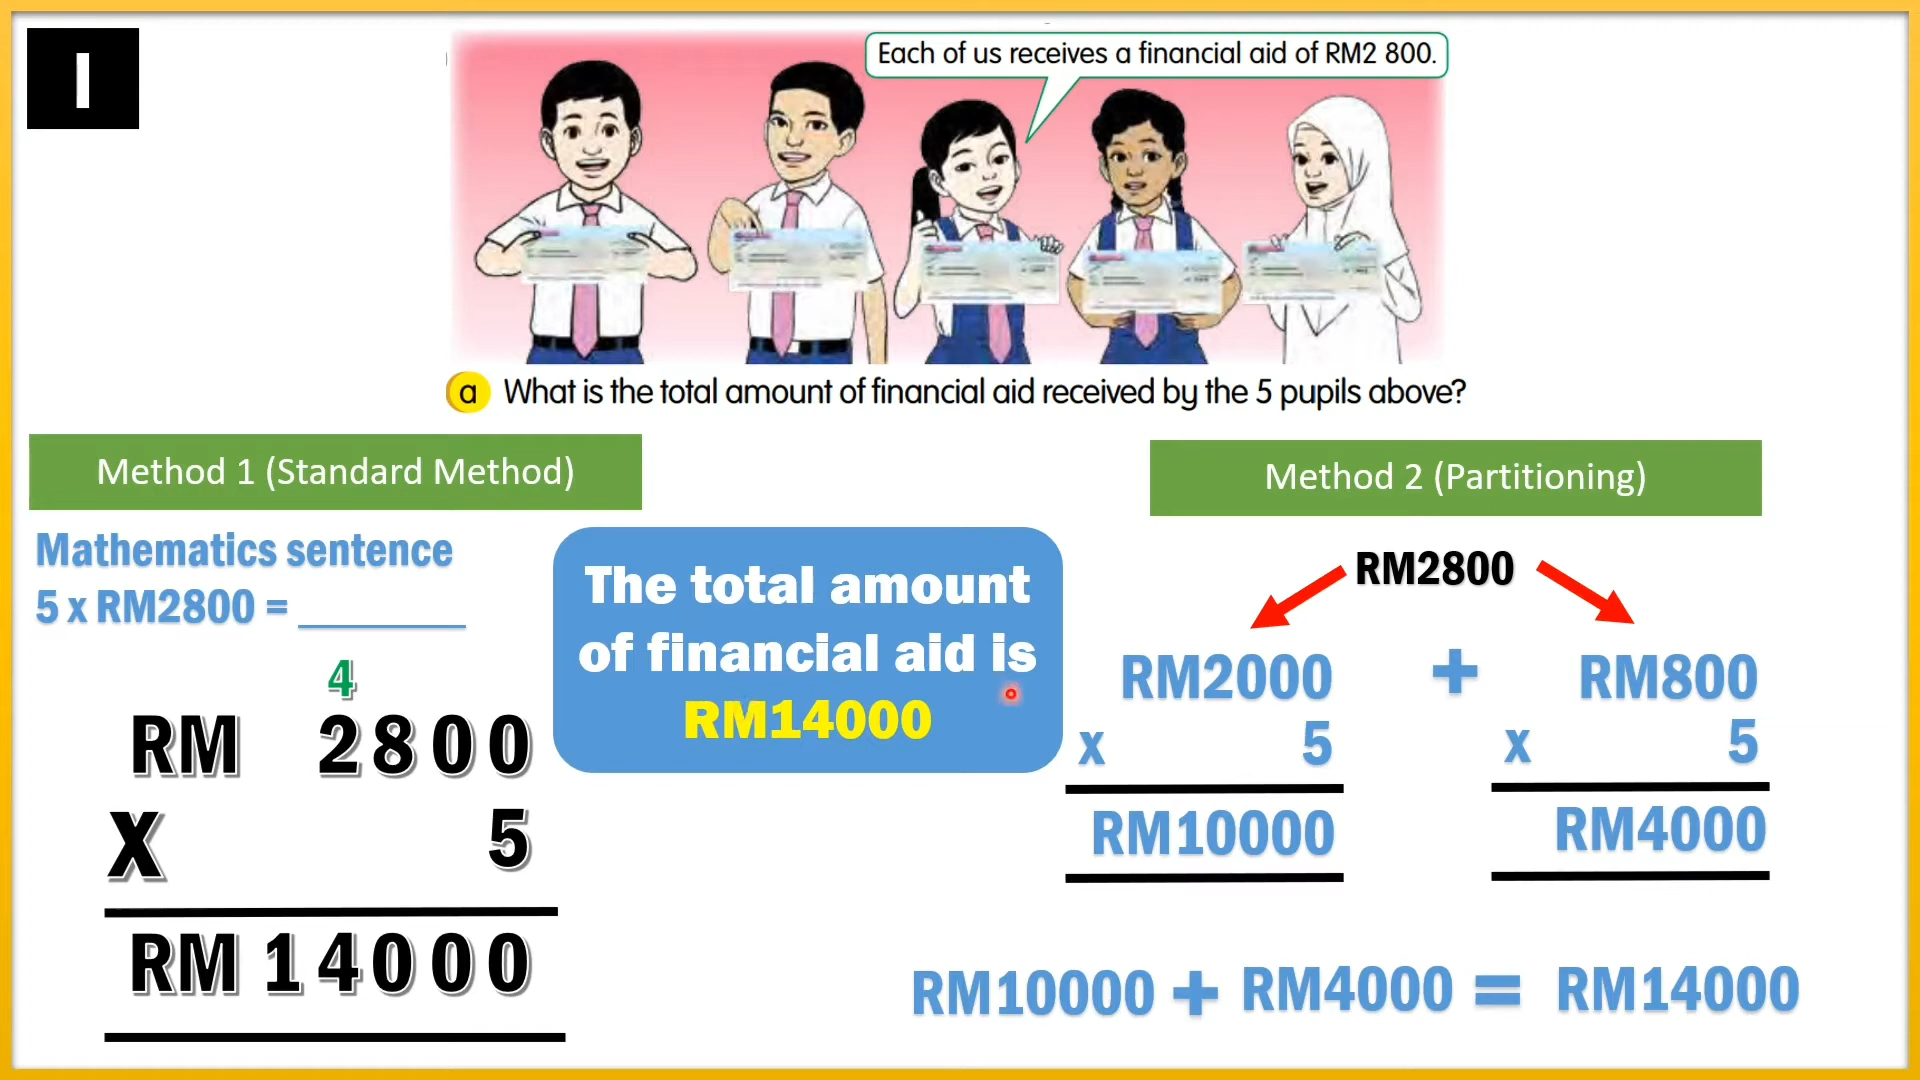 I
Each of us receives a financial aid of RM2 800.
a What is the total amount of financial aid received by the 5 pupils above?
Method 1 (Standard Method)
Mathematics sentence
5 x RM2800 = ________
4
RM 2800
X 5
RM 14000
The total amount
of financial aid is
RM14000
Method 2 (Partitioning)
RM2800
RM2000 + RM800
x 5 x 5
RM10000 RM4000
RM10000 + RM4000 = RM14000